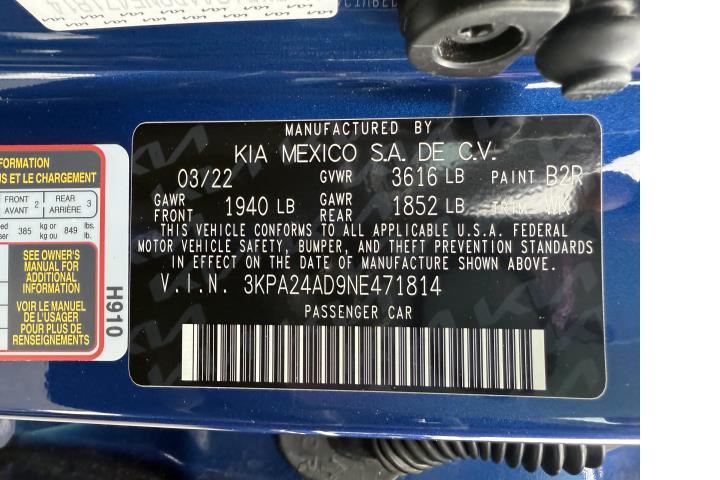 MANUFACTURED BY
KIA MEXICO S.A. DE C.V.
03/22 GVWR 3616 LB PAINT B2R
GAWR FRONT 1940 LB GAWR REAR 1852 LB TRIM WK
THIS VEHICLE CONFORMS TO ALL APPLICABLE U.S.A. FEDERAL
MOTOR VEHICLE SAFETY, BUMPER, AND THEFT PREVENTION STANDARDS
IN EFFECT ON THE DATE OF MANUFACTURE SHOWN ABOVE.
V.I.N. 3KPA24AD9NE471814
PASSENGER CAR
FORMATION
US ET LE CHARGEMENT
FRONT AVANT 2 REAR ARRIÈRE 3
385 kg or kg ou 849 lbs. lb.
SEE OWNER'S
MANUAL FOR
ADDITIONAL
INFORMATION
VOIR LE MANUEL
DE L'USAGER
POUR PLUS DE
RENSEIGNEMENTS
H910